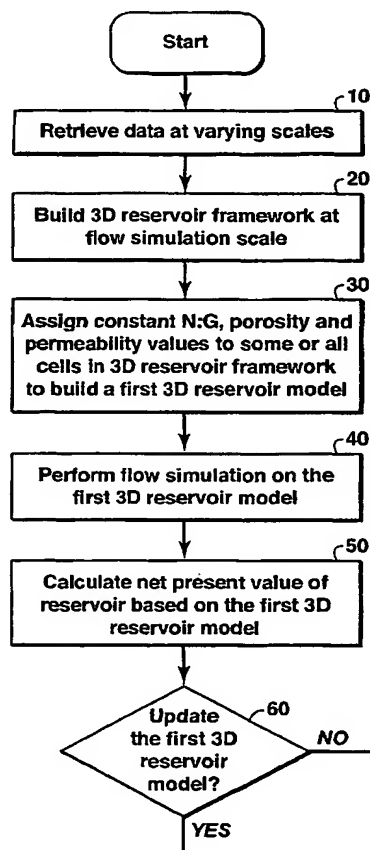 Start
10
Retrieve data at varying scales
20
Build 3D reservoir framework at
flow simulation scale
30
Assign constant N:G, porosity and
permeability values to some or all
cells in 3D reservoir framework
to build a first 3D reservoir model
40
Perform flow simulation on the
first 3D reservoir model
50
Calculate net present value of
reservoir based on the first 3D
reservoir model
60
Update
the first 3D
reservoir
model?
NO
YES